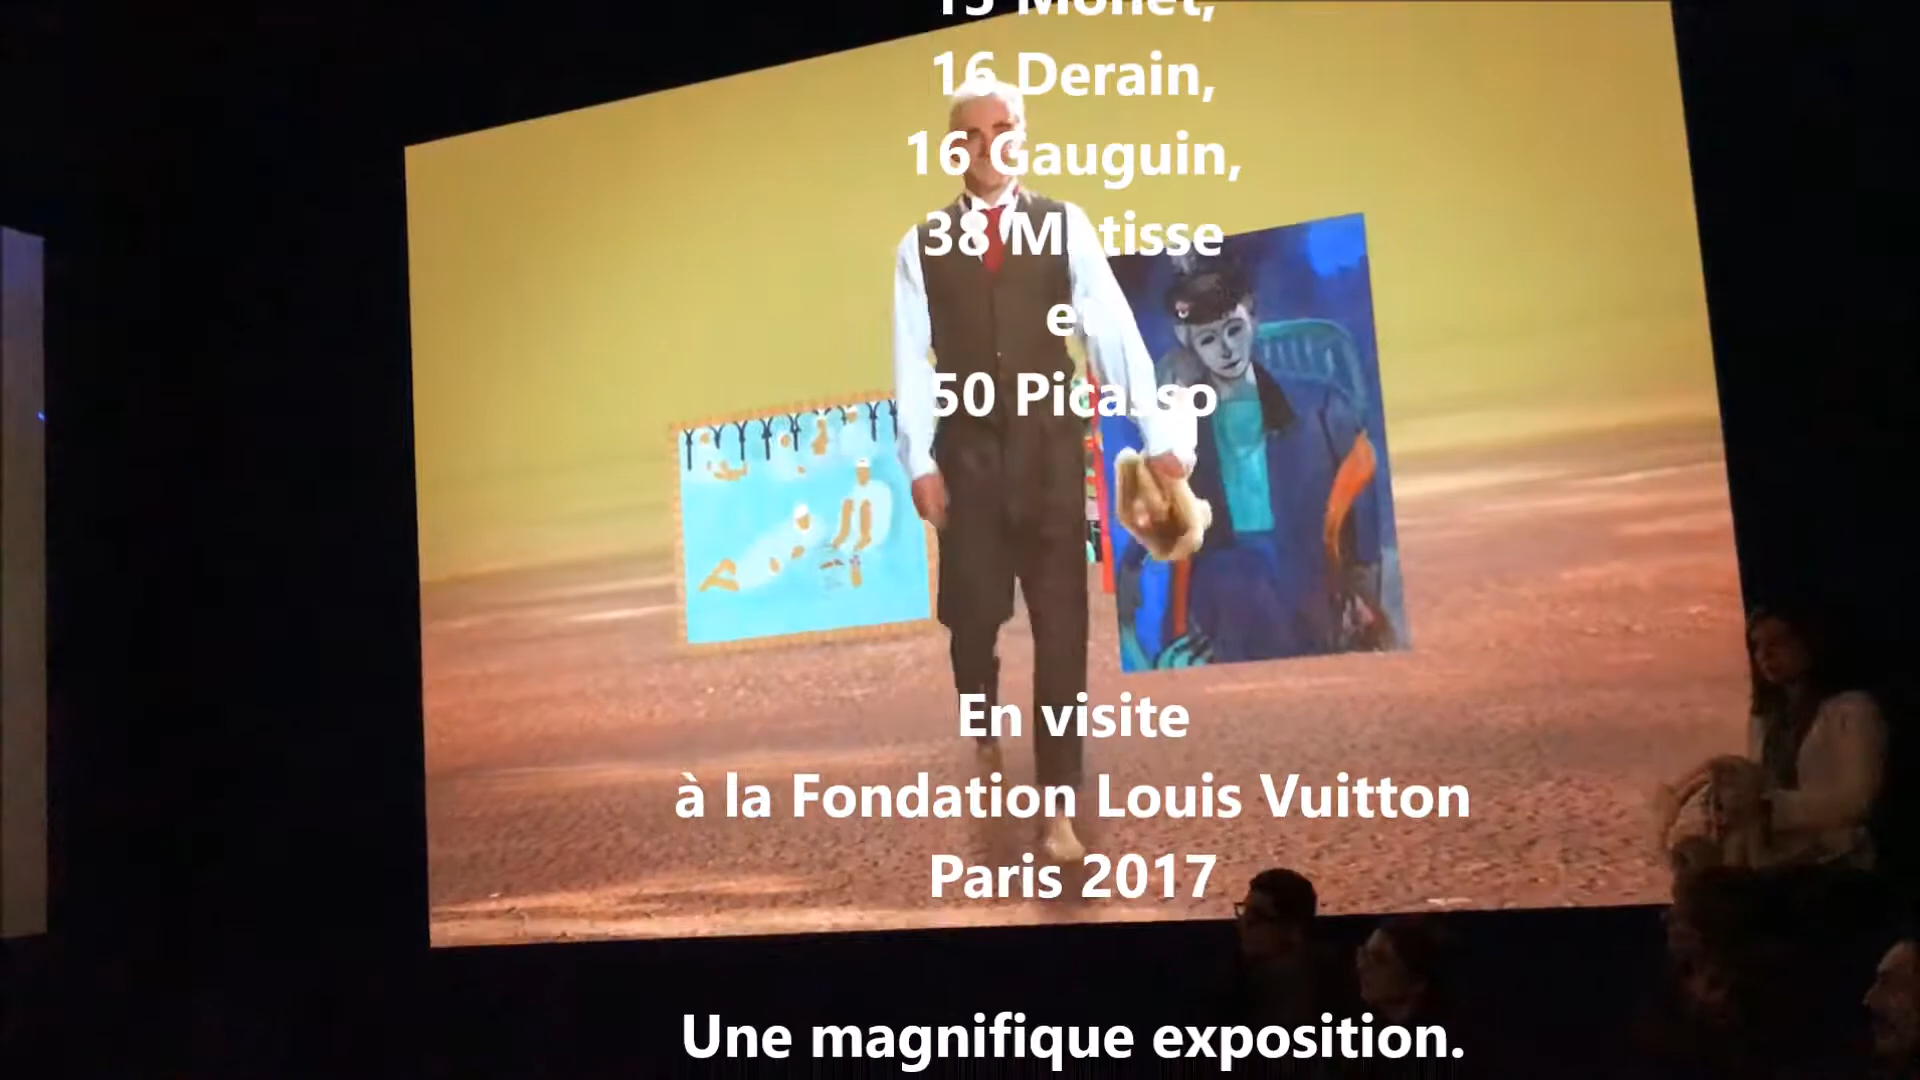 Monet,
16 Derain,
16 Gauguin,
38 Matisse
et
50 Picasso
En visite
à la Fondation Louis Vuitton
Paris 2017
Une magnifique exposition.